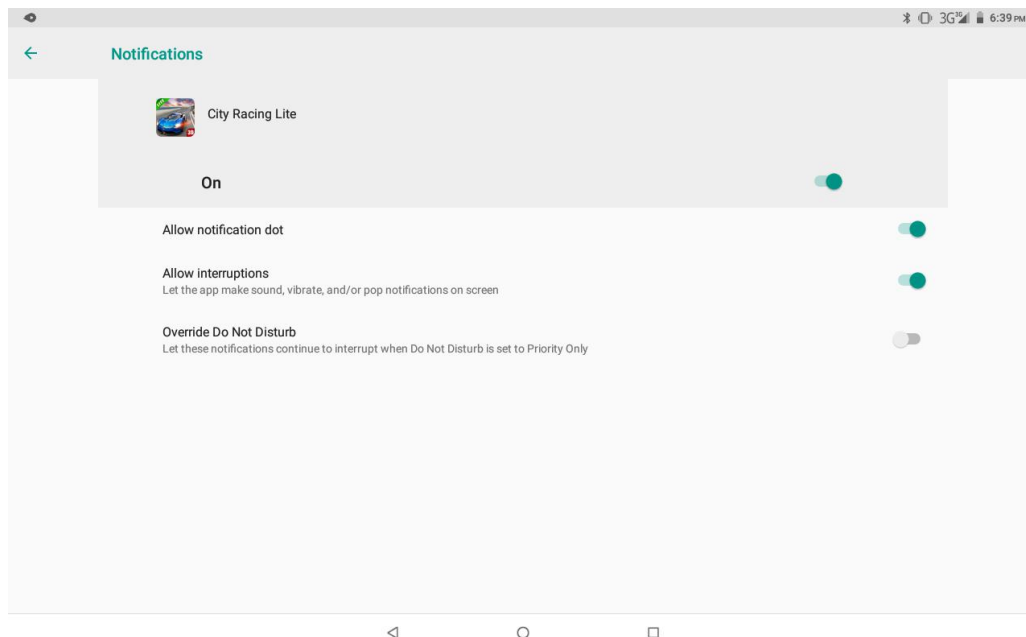 3G 3G 6:39 PM
Notifications
City Racing Lite
On
Allow notification dot
Allow interruptions
Let the app make sound, vibrate, and/or pop notifications on screen
Override Do Not Disturb
Let these notifications continue to interrupt when Do Not Disturb is set to Priority Only